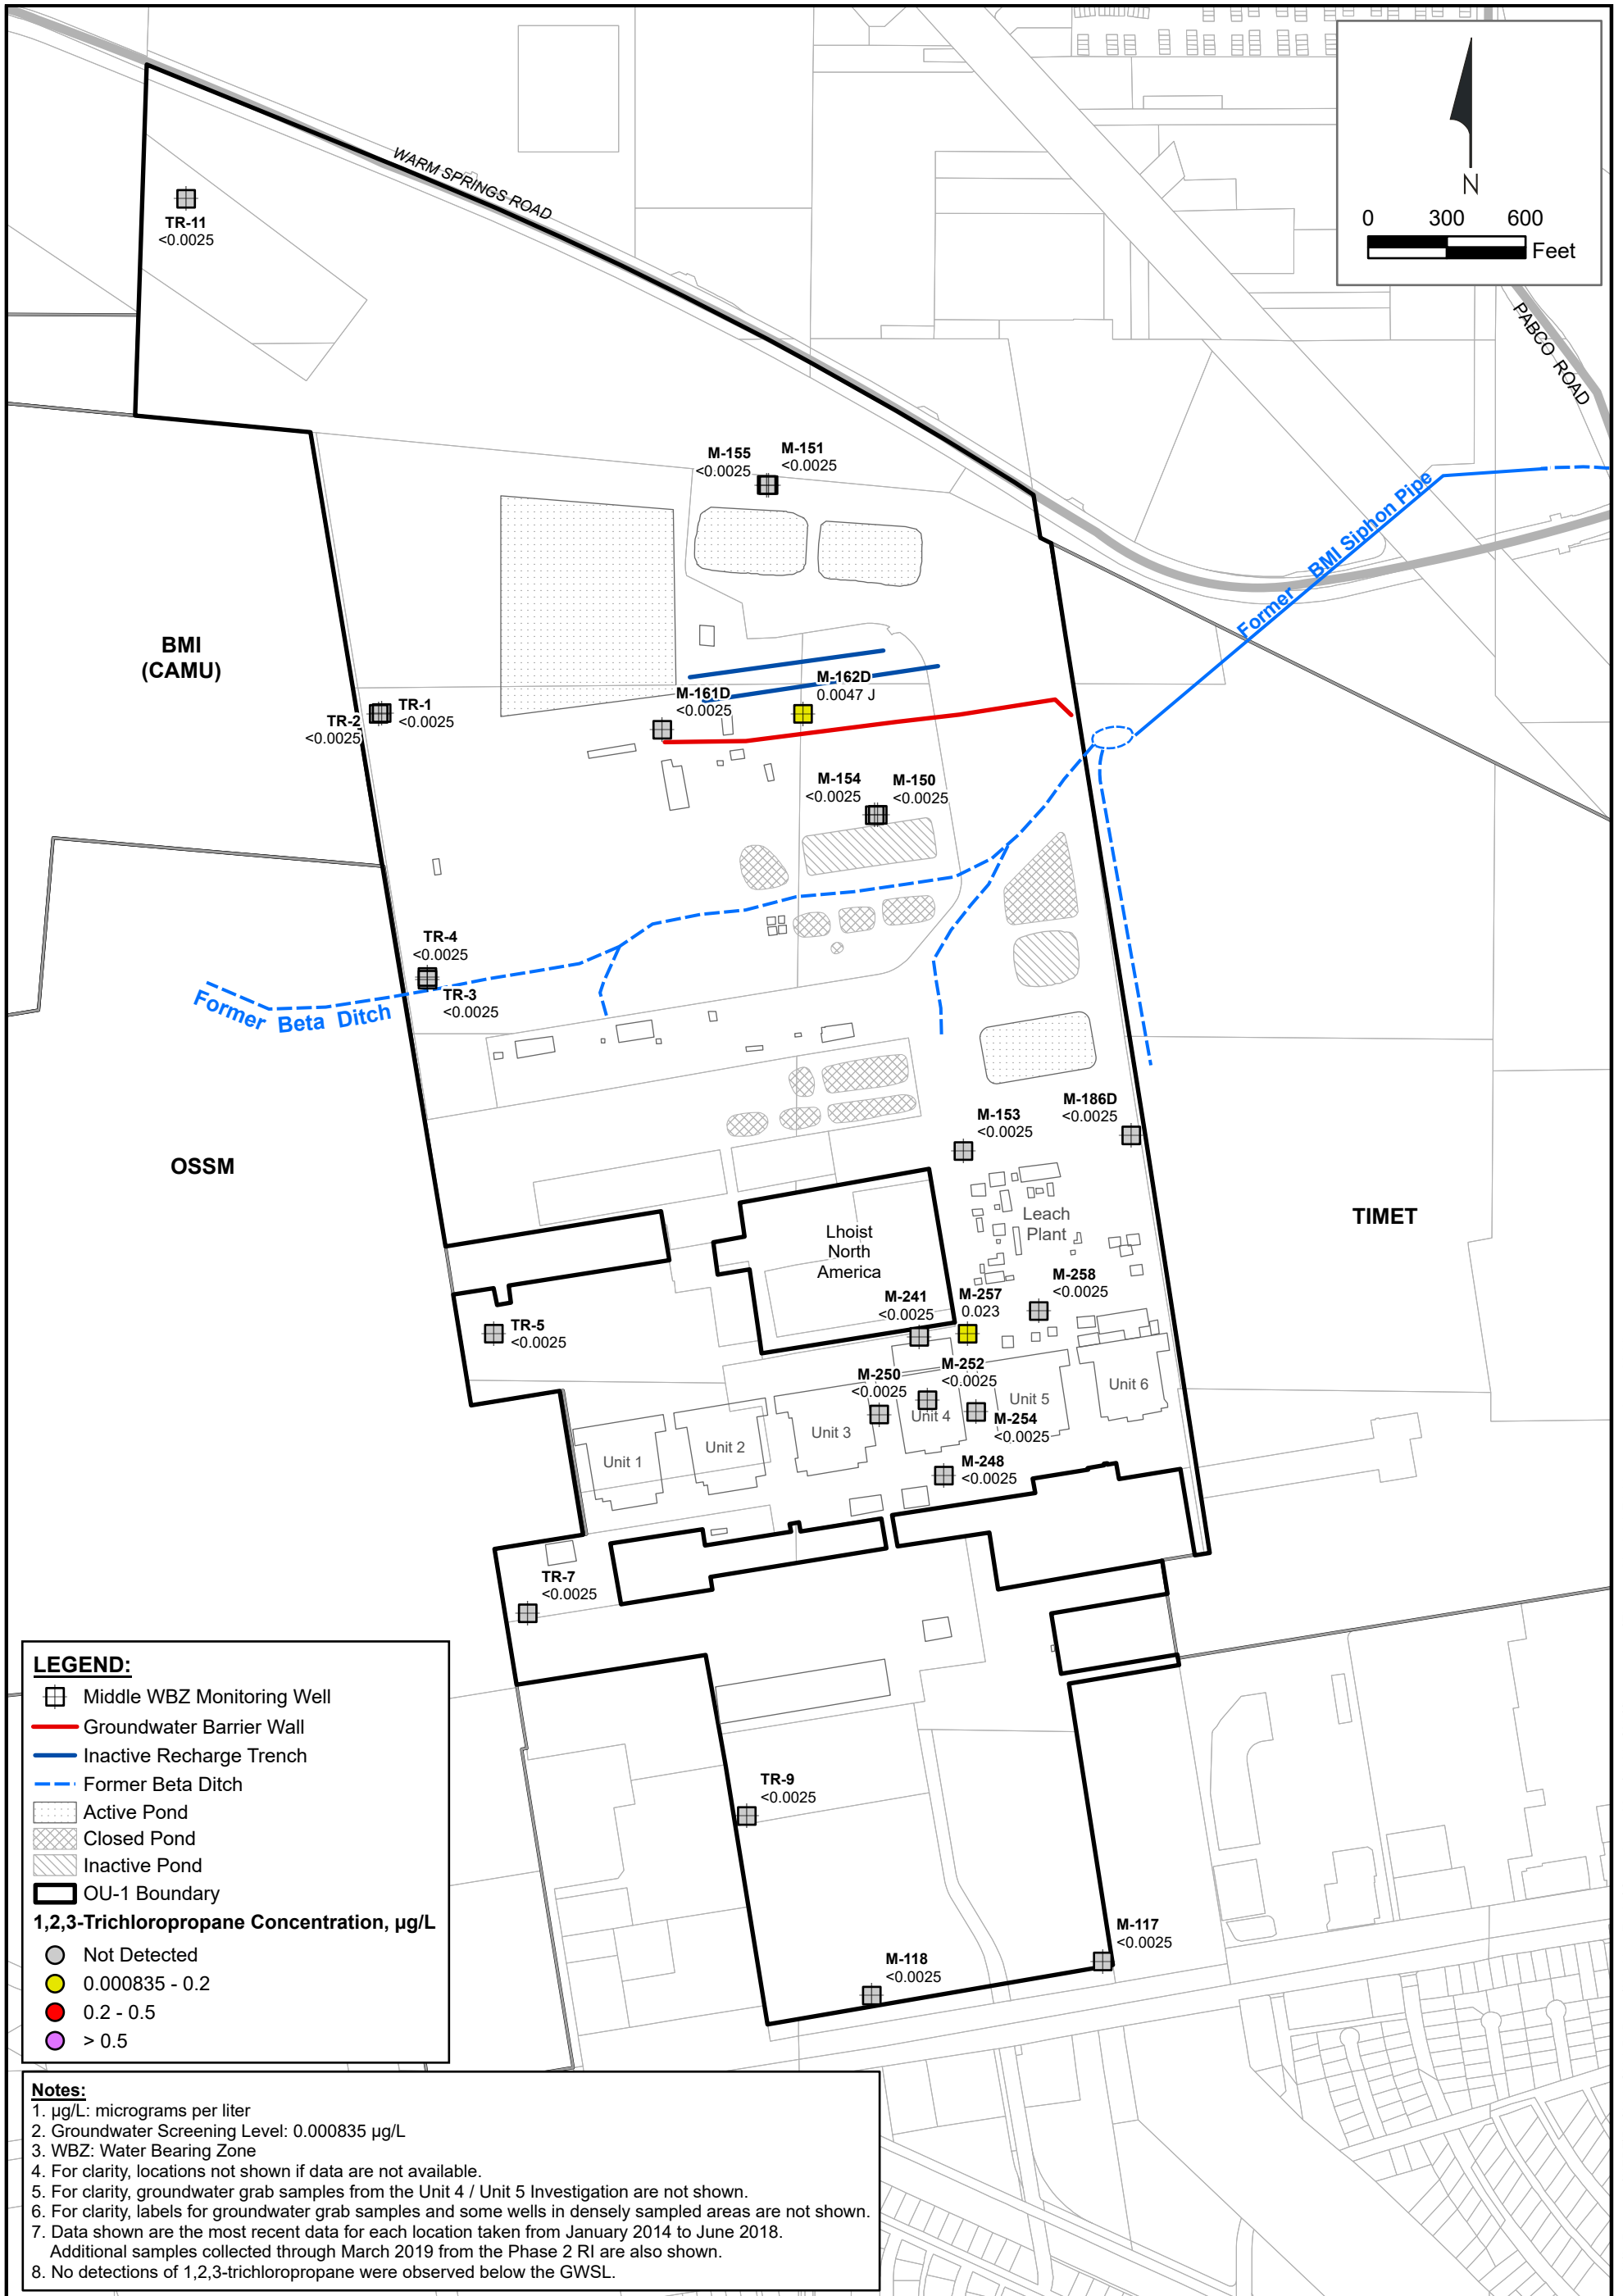 N
0 300 600
Feet
WARM SPRINGS ROAD
PABCO ROAD
TR-11
<0.0025
M-155
<0.0025
M-151
<0.0025
Former BMI Siphon Pipe
BMI
(CAMU)
M-161D
<0.0025
M-162D
0.0047 J
TR-1
<0.0025
TR-2
<0.0025
M-154
<0.0025
M-150
<0.0025
TR-4
<0.0025
TR-3
<0.0025
Former Beta Ditch
M-186D
<0.0025
M-153
<0.0025
OSSM
TIMET
Leach
Plant
Lhoist
North
America
M-258
<0.0025
M-241
<0.0025
M-257
0.023
TR-5
<0.0025
M-252
<0.0025
M-250
<0.0025
M-254
<0.0025
Unit 1
Unit 2
Unit 3
Unit 4
Unit 5
Unit 6
M-248
<0.0025
TR-7
<0.0025
TR-9
<0.0025
M-117
<0.0025
M-118
<0.0025
LEGEND:
Middle WBZ Monitoring Well
Groundwater Barrier Wall
Inactive Recharge Trench
Former Beta Ditch
Active Pond
Closed Pond
Inactive Pond
OU-1 Boundary
1,2,3-Trichloropropane Concentration, µg/L
Not Detected
0.000835 - 0.2
0.2 - 0.5
> 0.5
Notes:
1. µg/L: micrograms per liter
2. Groundwater Screening Level: 0.000835 µg/L
3. WBZ: Water Bearing Zone
4. For clarity, locations not shown if data are not available.
5. For clarity, groundwater grab samples from the Unit 4 / Unit 5 Investigation are not shown.
6. For clarity, labels for groundwater grab samples and some wells in densely sampled areas are not shown.
7. Data shown are the most recent data for each location taken from January 2014 to June 2018.
Additional samples collected through March 2019 from the Phase 2 RI are also shown.
8. No detections of 1,2,3-trichloropropane were observed below the GWSL.